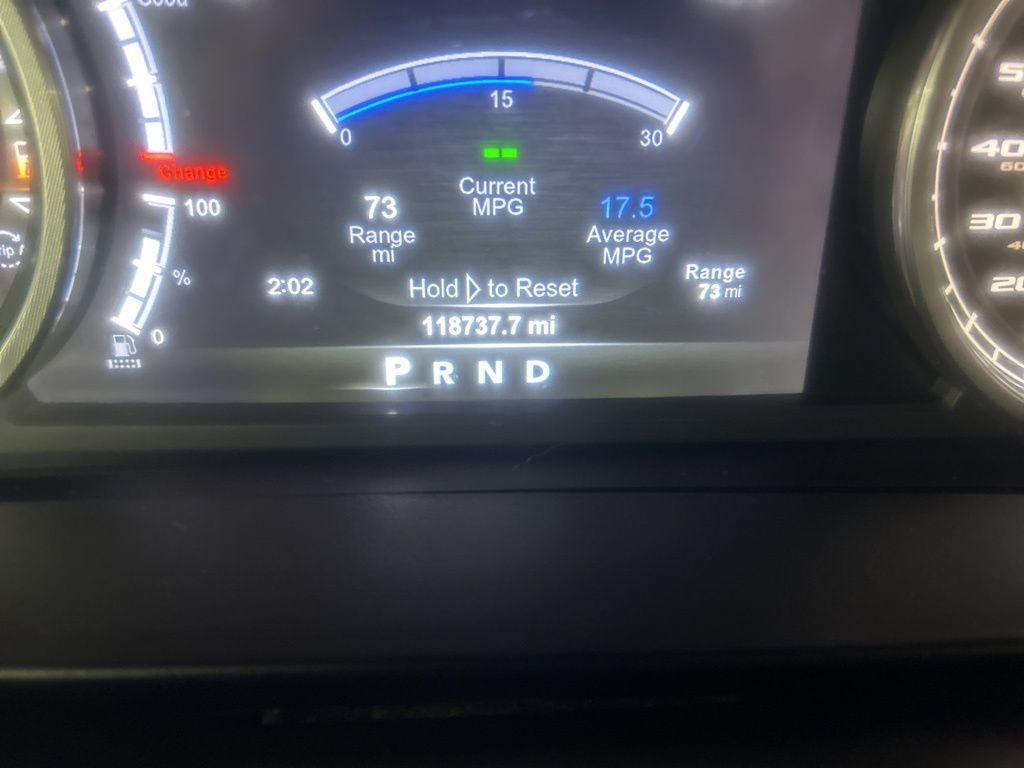 Good
15
0
30
Change
Current
MPG
100
73
17.5
Range
mi
Average
MPG
%
2:02
Hold ▷ to Reset
Range
73 mi
118737.7 mi
0
P R N D
40
30
20